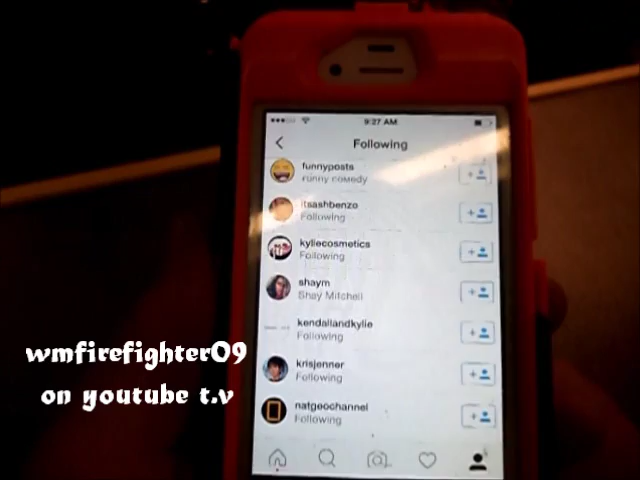 9:27 AM
Following
funnyposts
Funny Comedy
itsashbenzo
Following
kyliecosmetics
Following
shaym
Shay Mitchell
kendallandkylie
Following
krisjenner
Following
natgeochannel
Following
wmfirefighter09
on youtube t.v